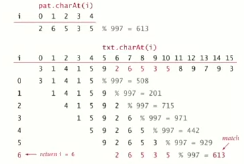 pat.charAt(i)
i 0 1 2 3 4
2 6 5 3 5 % 997 = 613
txt.charAt(i)
i 0 1 2 3 4 5 6 7 8 9 10 11 12 13 14 15
3 1 4 1 5 9 2 6 5 3 5 8 9 7 9 3
0 3 1 4 1 5 % 997 = 508
1 1 4 1 5 9 % 997 = 201
2 4 1 5 9 2 % 997 = 715
3 1 5 9 2 6 % 997 = 971
4 5 9 2 6 5 % 997 = 442
5 9 2 6 5 3 % 997 = 929
match
6 return i = 6 2 6 5 3 5 % 997 = 613